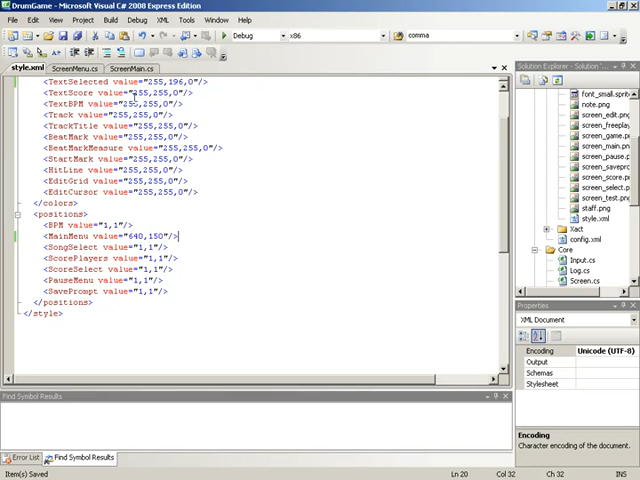 DrumGame - Microsoft Visual C# 2008 Express Edition
File Edit View Project Build Debug XML Tools Window Help
Debug x86 comma
style.xml ScreenMenu.cs ScreenMain.cs
<TextSelected value="255,196,0"/>
<TextScore value="255,255,0"/>
<TextBPM value="255,255,0"/>
<Track value="255,255,0"/>
<TrackTitle value="255,255,0"/>
<BeatMark value="255,255,0"/>
<BeatMarkMeasure value="255,255,0"/>
<StartMark value="255,255,0"/>
<HitLine value="255,255,0"/>
<EditGrid value="255,255,0"/>
<EditCursor value="255,255,0"/>
</colors>
<positions>
<BPM value="1,1"/>
<MainMenu value="640,150"/>
<SongSelect value="1,1"/>
<ScorePlayers value="1,1"/>
<ScoreSelect value="1,1"/>
<PauseMenu value="1,1"/>
<SavePrompt value="1,1"/>
</positions>
</style>
Solution Explorer -
font_small.sprite
note.png
screen_edit.
screen_freeplay
screen_game.
screen_main.
screen_pause.
screen_savepro
screen_score.
screen_select.
screen_test.
staff.png
style.xml
Xact
config.xml
Core
Input.cs
Log.cs
Screen.cs
Properties
XML Document
Encoding Unicode (UTF-8)
Output
Schemas
Stylesheet
Encoding
Character encoding of the document.
Find Symbol Results
Error List Find Symbol Results
Item(s) Saved Ln 20 Col 32 Ch 32 INS